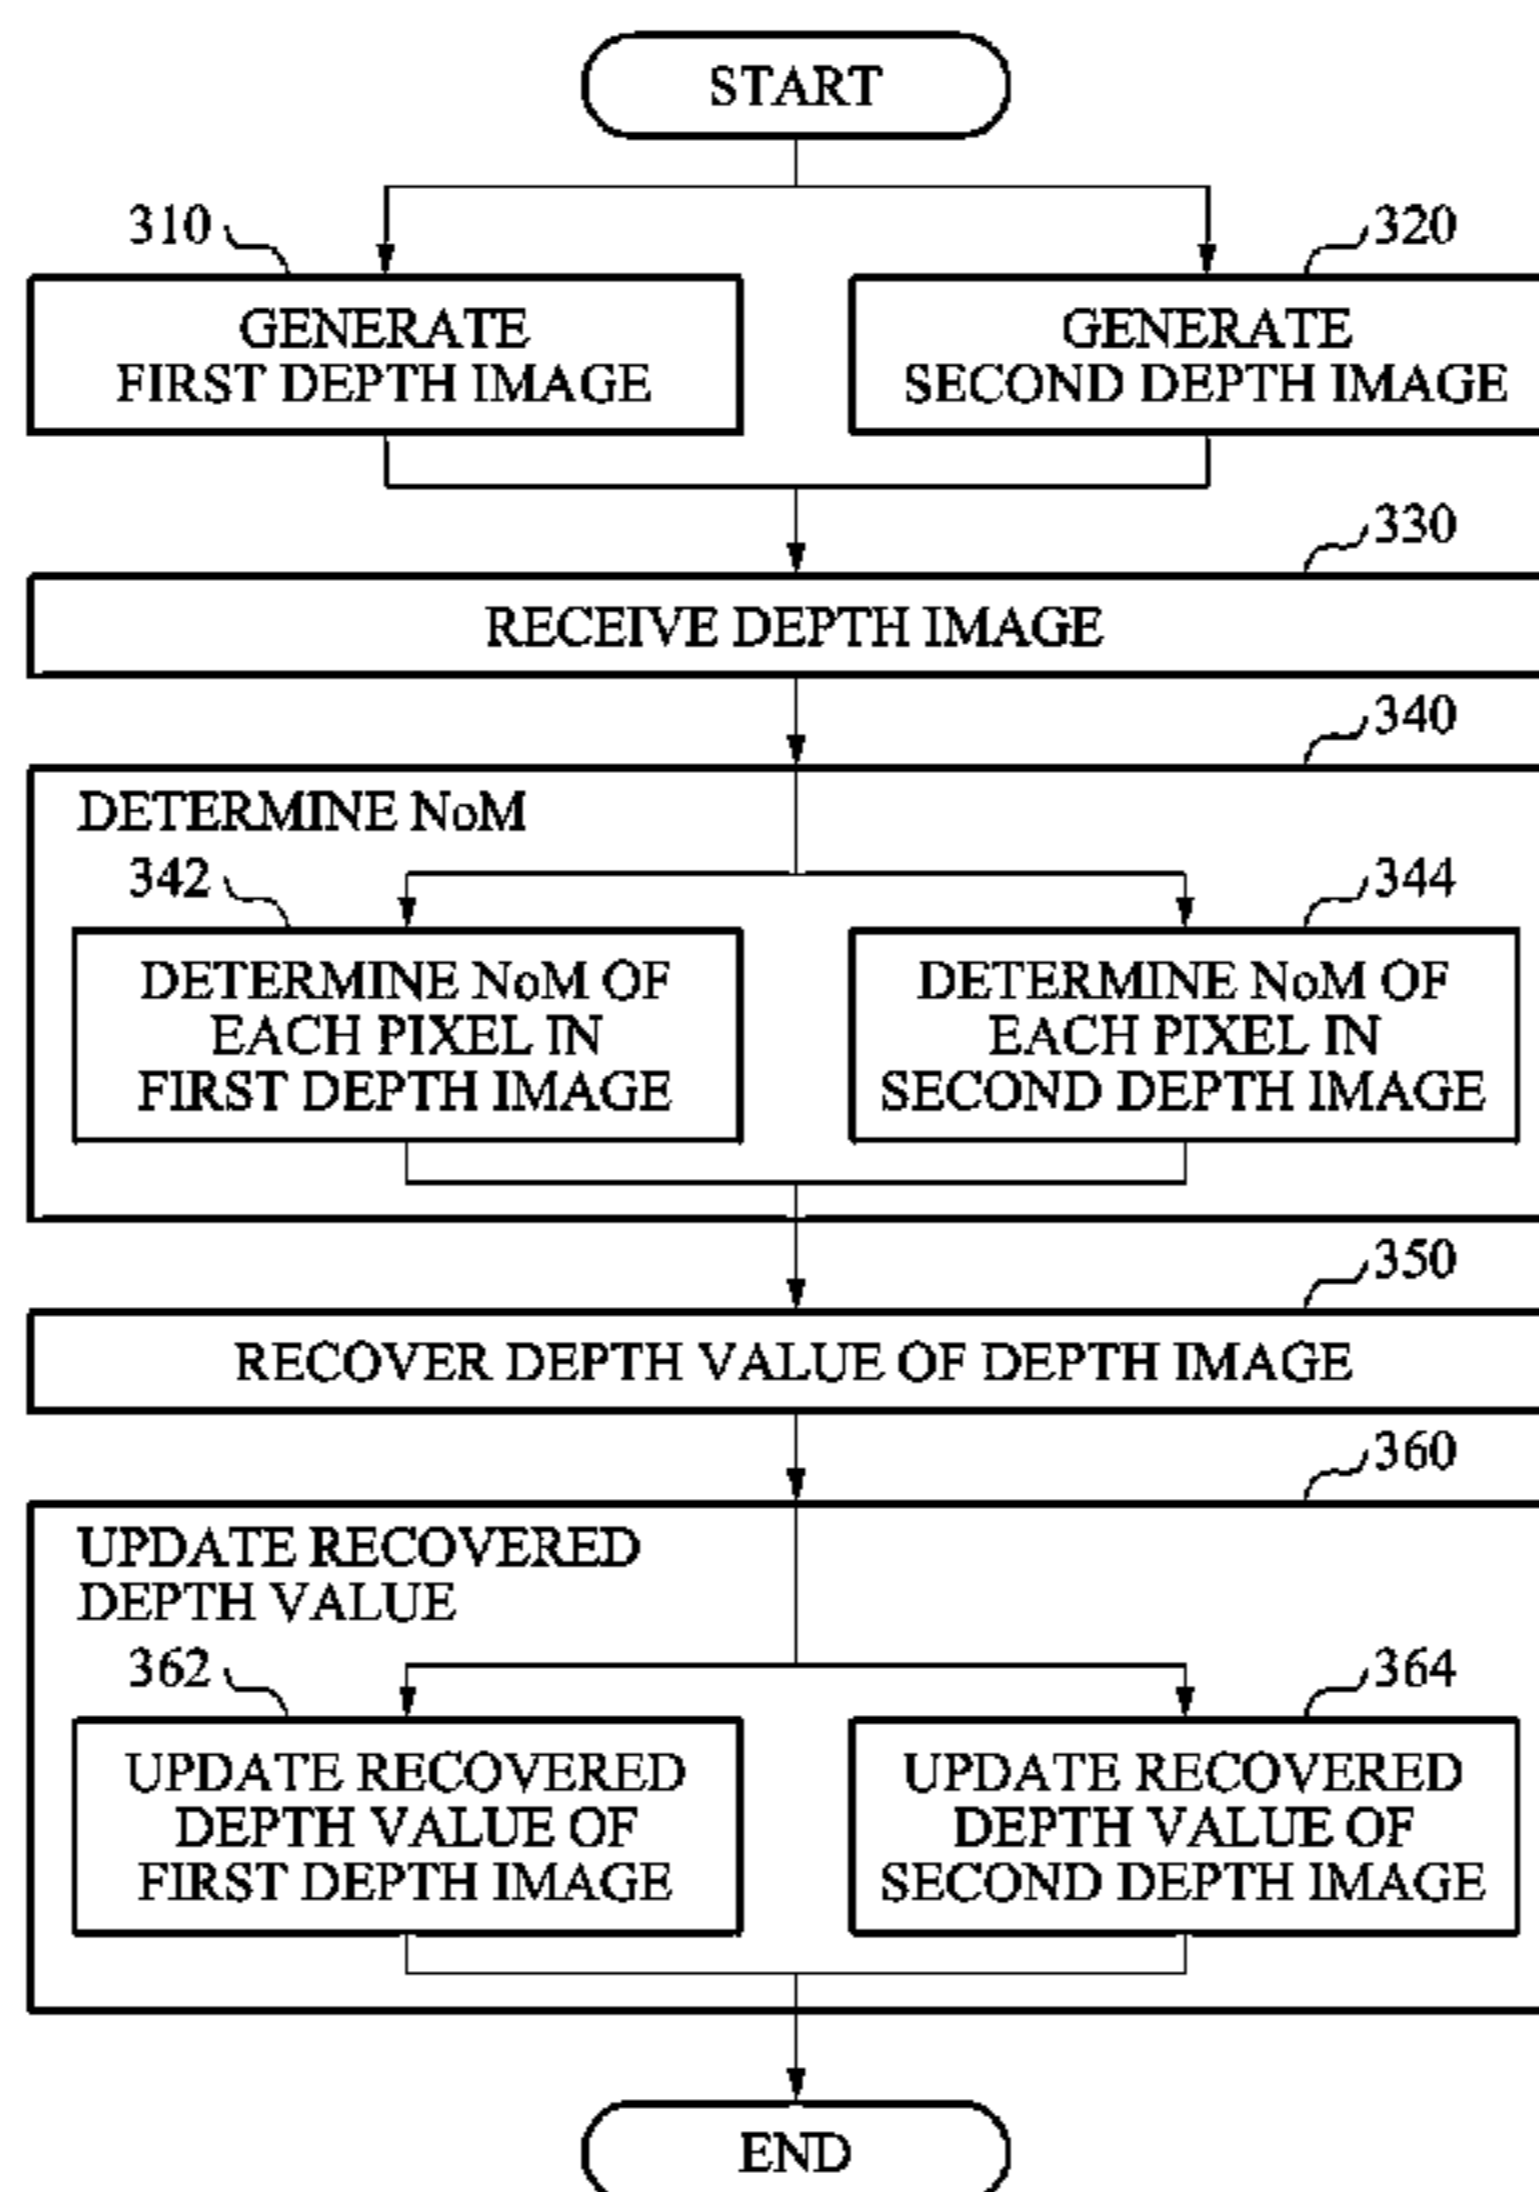 START
310
320
GENERATE
FIRST DEPTH IMAGE
GENERATE
SECOND DEPTH IMAGE
330
RECEIVE DEPTH IMAGE
340
DETERMINE NoM
342
344
DETERMINE NoM OF
EACH PIXEL IN
FIRST DEPTH IMAGE
DETERMINE NoM OF
EACH PIXEL IN
SECOND DEPTH IMAGE
350
RECOVER DEPTH VALUE OF DEPTH IMAGE
360
UPDATE RECOVERED
DEPTH VALUE
362
364
UPDATE RECOVERED
DEPTH VALUE OF
FIRST DEPTH IMAGE
UPDATE RECOVERED
DEPTH VALUE OF
SECOND DEPTH IMAGE
END